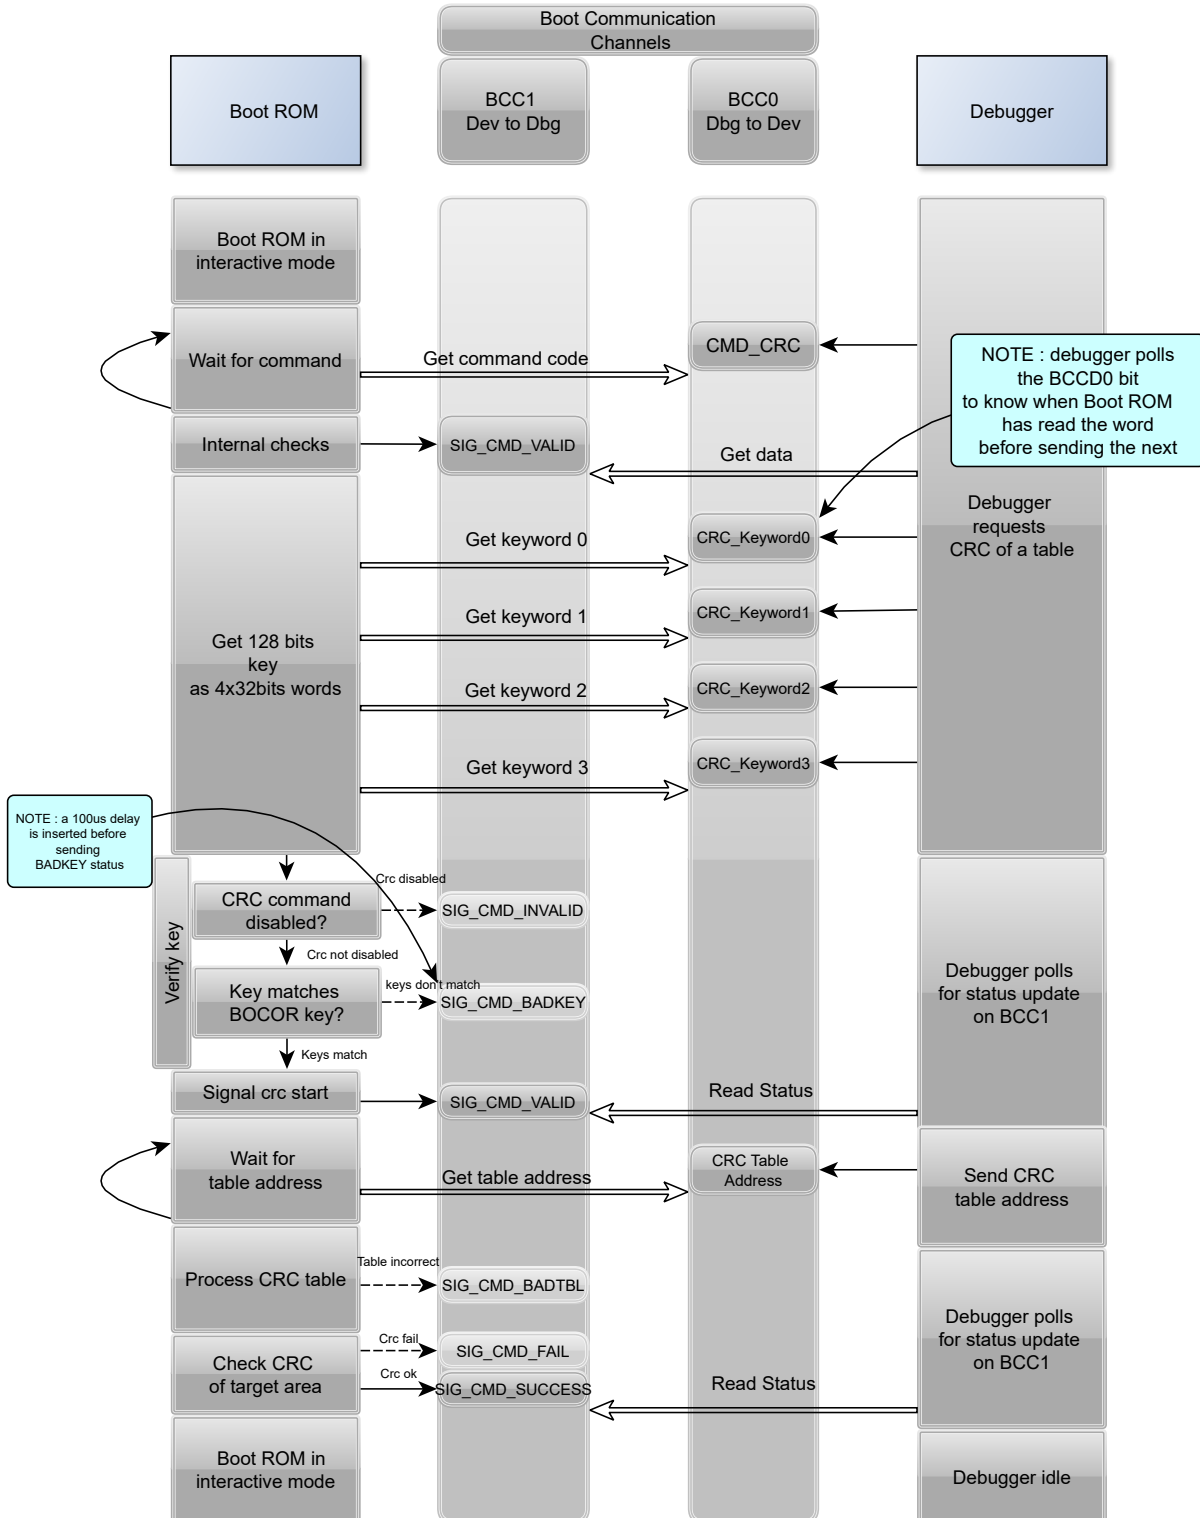 Boot Communication
Channels
Boot ROM
BCC1
Dev to Dbg
BCC0
Dbg to Dev
Debugger
Boot ROM in
interactive mode
Wait for command
Get command code
CMD_CRC
NOTE : debugger polls
the BCCD0 bit
to know when Boot ROM
has read the word
before sending the next
Internal checks
SIG_CMD_VALID
Get data
Debugger
requests
CRC of a table
Get 128 bits
key
as 4x32bits words
Get keyword 0
CRC_Keyword0
Get keyword 1
CRC_Keyword1
Get keyword 2
CRC_Keyword2
Get keyword 3
CRC_Keyword3
NOTE : a 100us delay
is inserted before
sending
BADKEY status
Verify key
CRC command
disabled?
Crc disabled
SIG_CMD_INVALID
Crc not disabled
Key matches
BOCOR key?
keys don't match
SIG_CMD_BADKEY
Keys match
Debugger polls
for status update
on BCC1
Signal crc start
SIG_CMD_VALID
Read Status
Wait for
table address
Get table address
CRC Table
Address
Send CRC
table address
Process CRC table
Table incorrect
SIG_CMD_BADTBL
Debugger polls
for status update
on BCC1
Check CRC
of target area
Crc fail
SIG_CMD_FAIL
Crc ok
SIG_CMD_SUCCESS
Read Status
Boot ROM in
interactive mode
Debugger idle